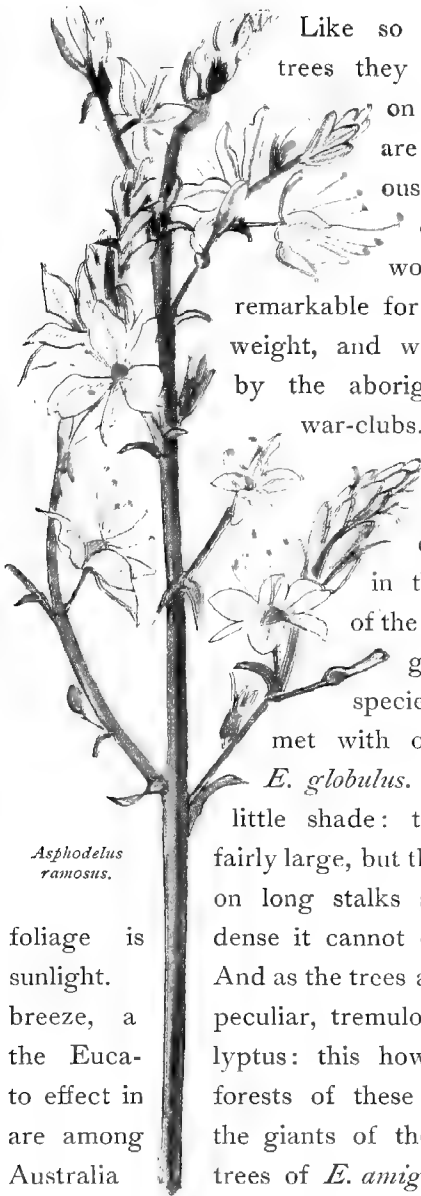 Like so
trees they
on
are
ous
wo
remarkable for
weight, and w
by the aborig
war-clubs.
in t
of the
g
specie
met with o
E. globulus.
little shade: t
Asphodelus
ramosus.
fairly large, but th
on long stalks
foliage is dense it cannot
sunlight. And as the trees a
breeze, a peculiar, tremulo
the Euca- lyptus: this how
to effect in forests of these
are among the giants of th
Australia trees of E. amig